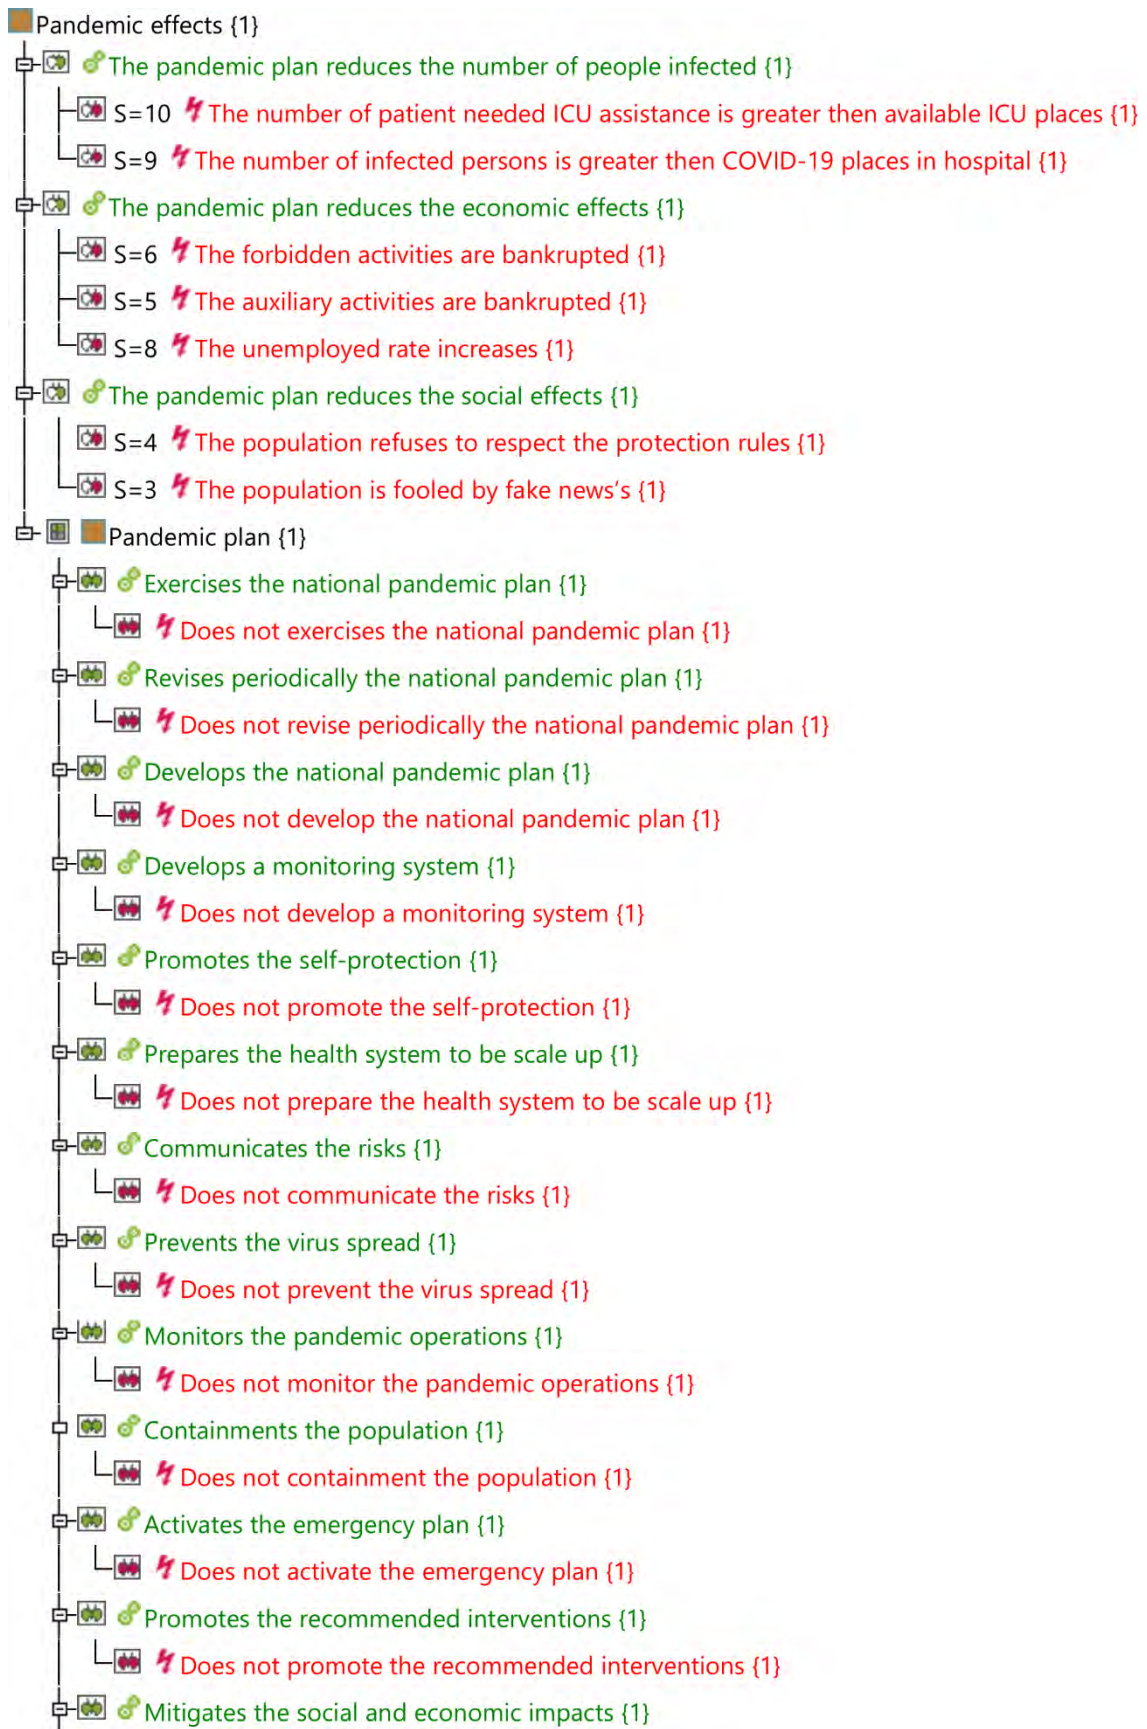 Pandemic effects {1}
The pandemic plan reduces the number of people infected {1}
S=10 The number of patient needed ICU assistance is greater then available ICU places {1}
S=9 The number of infected persons is greater then COVID-19 places in hospital {1}
The pandemic plan reduces the economic effects {1}
S=6 The forbidden activities are bankrupted {1}
S=5 The auxiliary activities are bankrupted {1}
S=8 The unemployed rate increases {1}
The pandemic plan reduces the social effects {1}
S=4 The population refuses to respect the protection rules {1}
S=3 The population is fooled by fake news's {1}
Pandemic plan {1}
Exercises the national pandemic plan {1}
Does not exercises the national pandemic plan {1}
Revises periodically the national pandemic plan {1}
Does not revise periodically the national pandemic plan {1}
Develops the national pandemic plan {1}
Does not develop the national pandemic plan {1}
Develops a monitoring system {1}
Does not develop a monitoring system {1}
Promotes the self-protection {1}
Does not promote the self-protection {1}
Prepares the health system to be scale up {1}
Does not prepare the health system to be scale up {1}
Communicates the risks {1}
Does not communicate the risks {1}
Prevents the virus spread {1}
Does not prevent the virus spread {1}
Monitors the pandemic operations {1}
Does not monitor the pandemic operations {1}
Containments the population {1}
Does not containment the population {1}
Activates the emergency plan {1}
Does not activate the emergency plan {1}
Promotes the recommended interventions {1}
Does not promote the recommended interventions {1}
Mitigates the social and economic impacts {1}